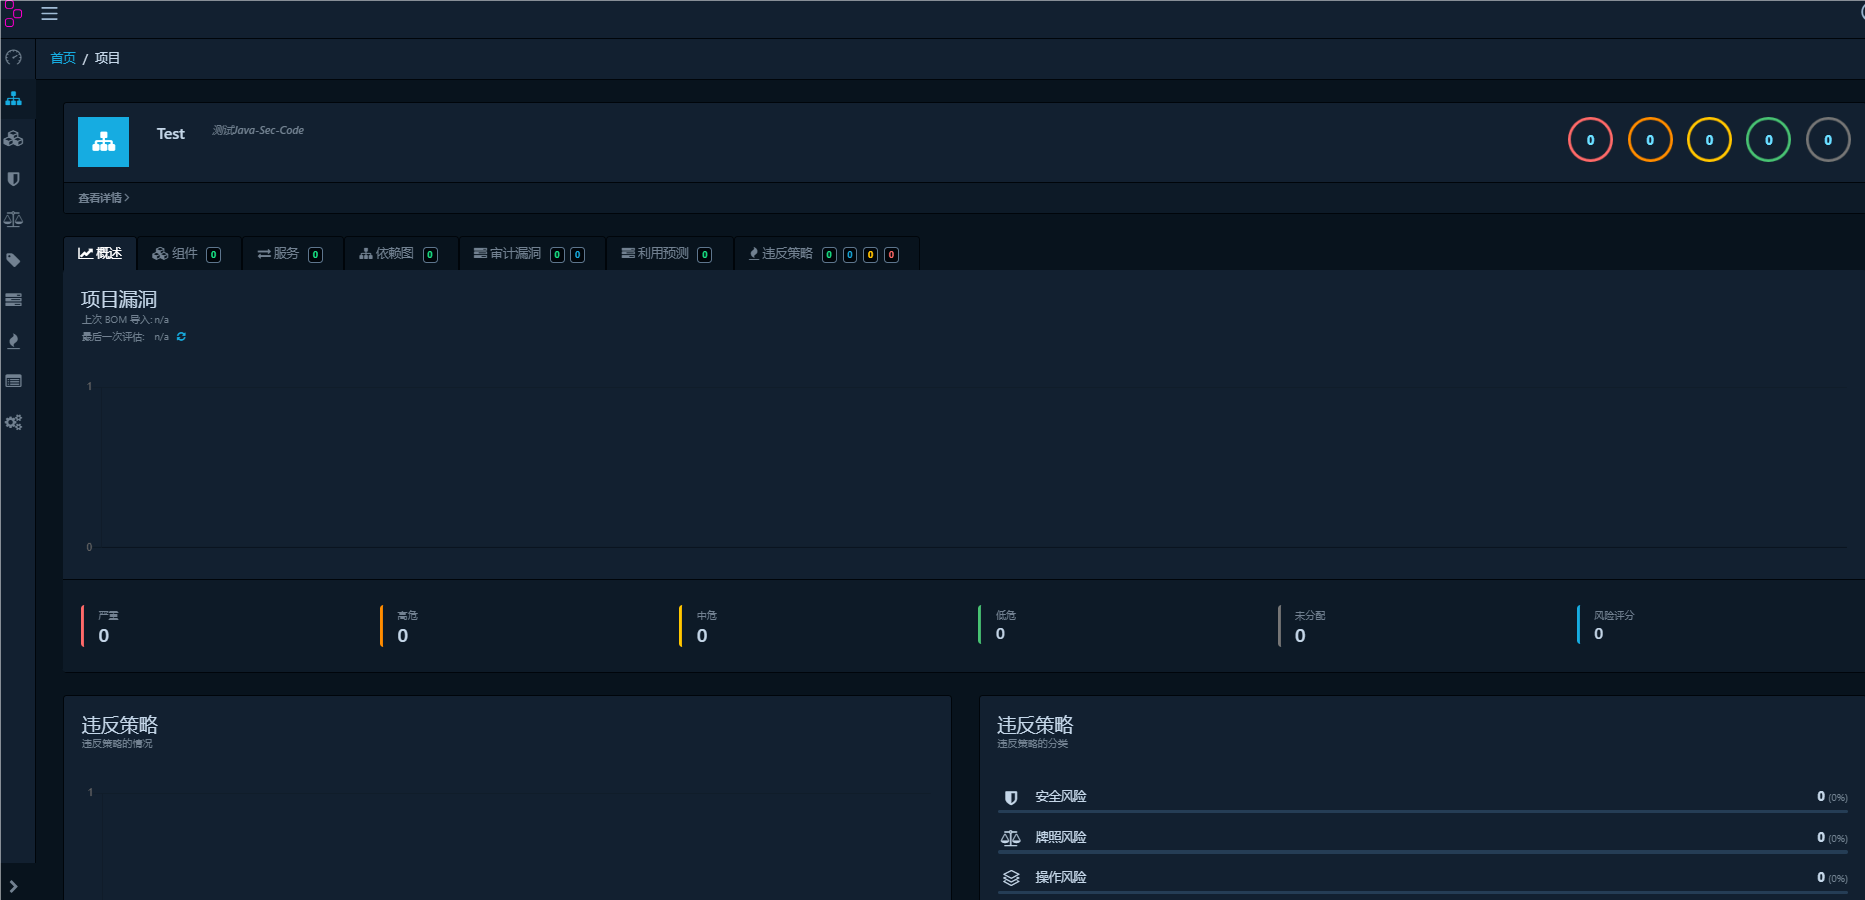 首页 / 项目
Test 测试Java-Sec-Code
0 0 0 0 0
查看详情
概述 组件 0 服务 0 依赖图 0 审计漏洞 0 0 利用预测 0 违反策略 0 0 0 0
项目漏洞
上次 BOM 导入: n/a
最后一次评估: n/a
1
0
严重 高危 中危 低危 未分配 风险评分
0 0 0 0 0 0
违反策略
违反策略的情况
1
违反策略
违反策略的分类
安全风险 0 (0%)
牌照风险 0 (0%)
操作风险 0 (0%)